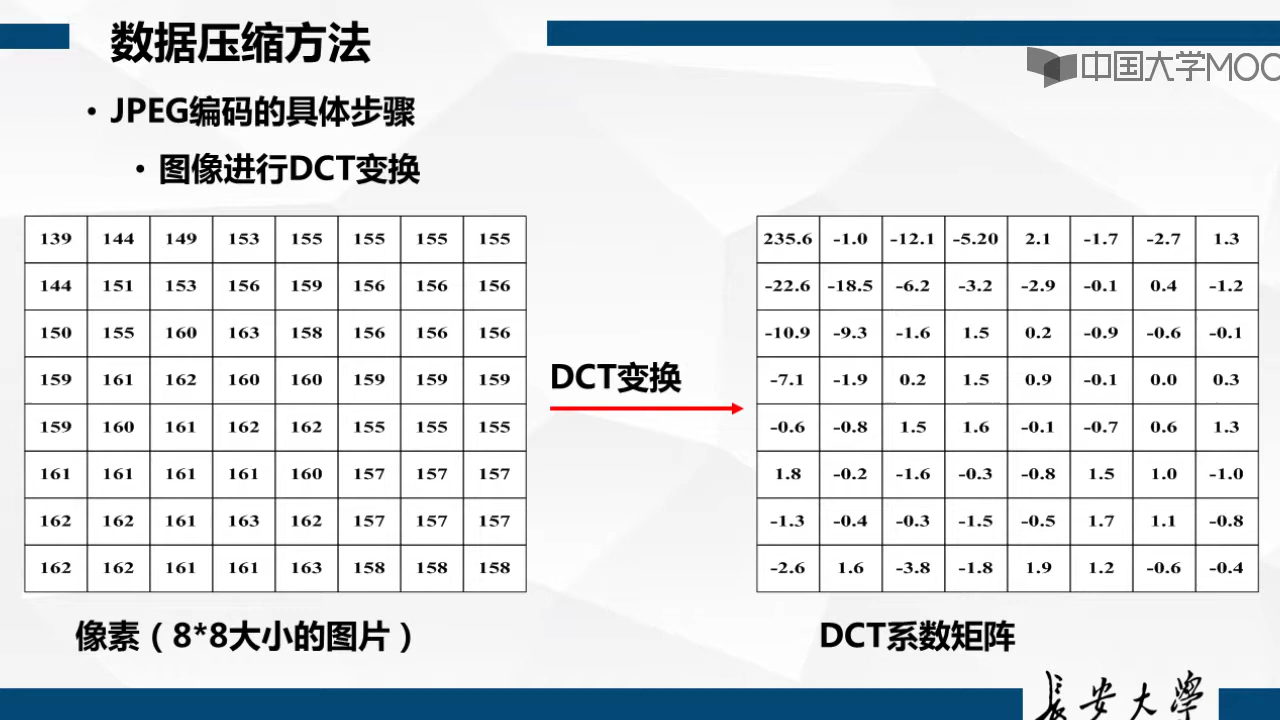 数据压缩方法
中国大学MOO
• JPEG编码的具体步骤
• 图像进行DCT变换
139 144 149 153 155 155 155 155
144 151 153 156 159 156 156 156
150 155 160 163 158 156 156 156
159 161 162 160 160 159 159 159
159 160 161 162 162 155 155 155
161 161 161 161 160 157 157 157
162 162 161 163 162 157 157 157
162 162 161 161 163 158 158 158
DCT变换
235.6 -1.0 -12.1 -5.20 2.1 -1.7 -2.7 1.3
-22.6 -18.5 -6.2 -3.2 -2.9 -0.1 0.4 -1.2
-10.9 -9.3 -1.6 1.5 0.2 -0.9 -0.6 -0.1
-7.1 -1.9 0.2 1.5 0.9 -0.1 0.0 0.3
-0.6 -0.8 1.5 1.6 -0.1 -0.7 0.6 1.3
1.8 -0.2 -1.6 -0.3 -0.8 1.5 1.0 -1.0
-1.3 -0.4 -0.3 -1.5 -0.5 1.7 1.1 -0.8
-2.6 1.6 -3.8 -1.8 1.9 1.2 -0.6 -0.4
像素（8*8大小的图片）
DCT系数矩阵
长安大学